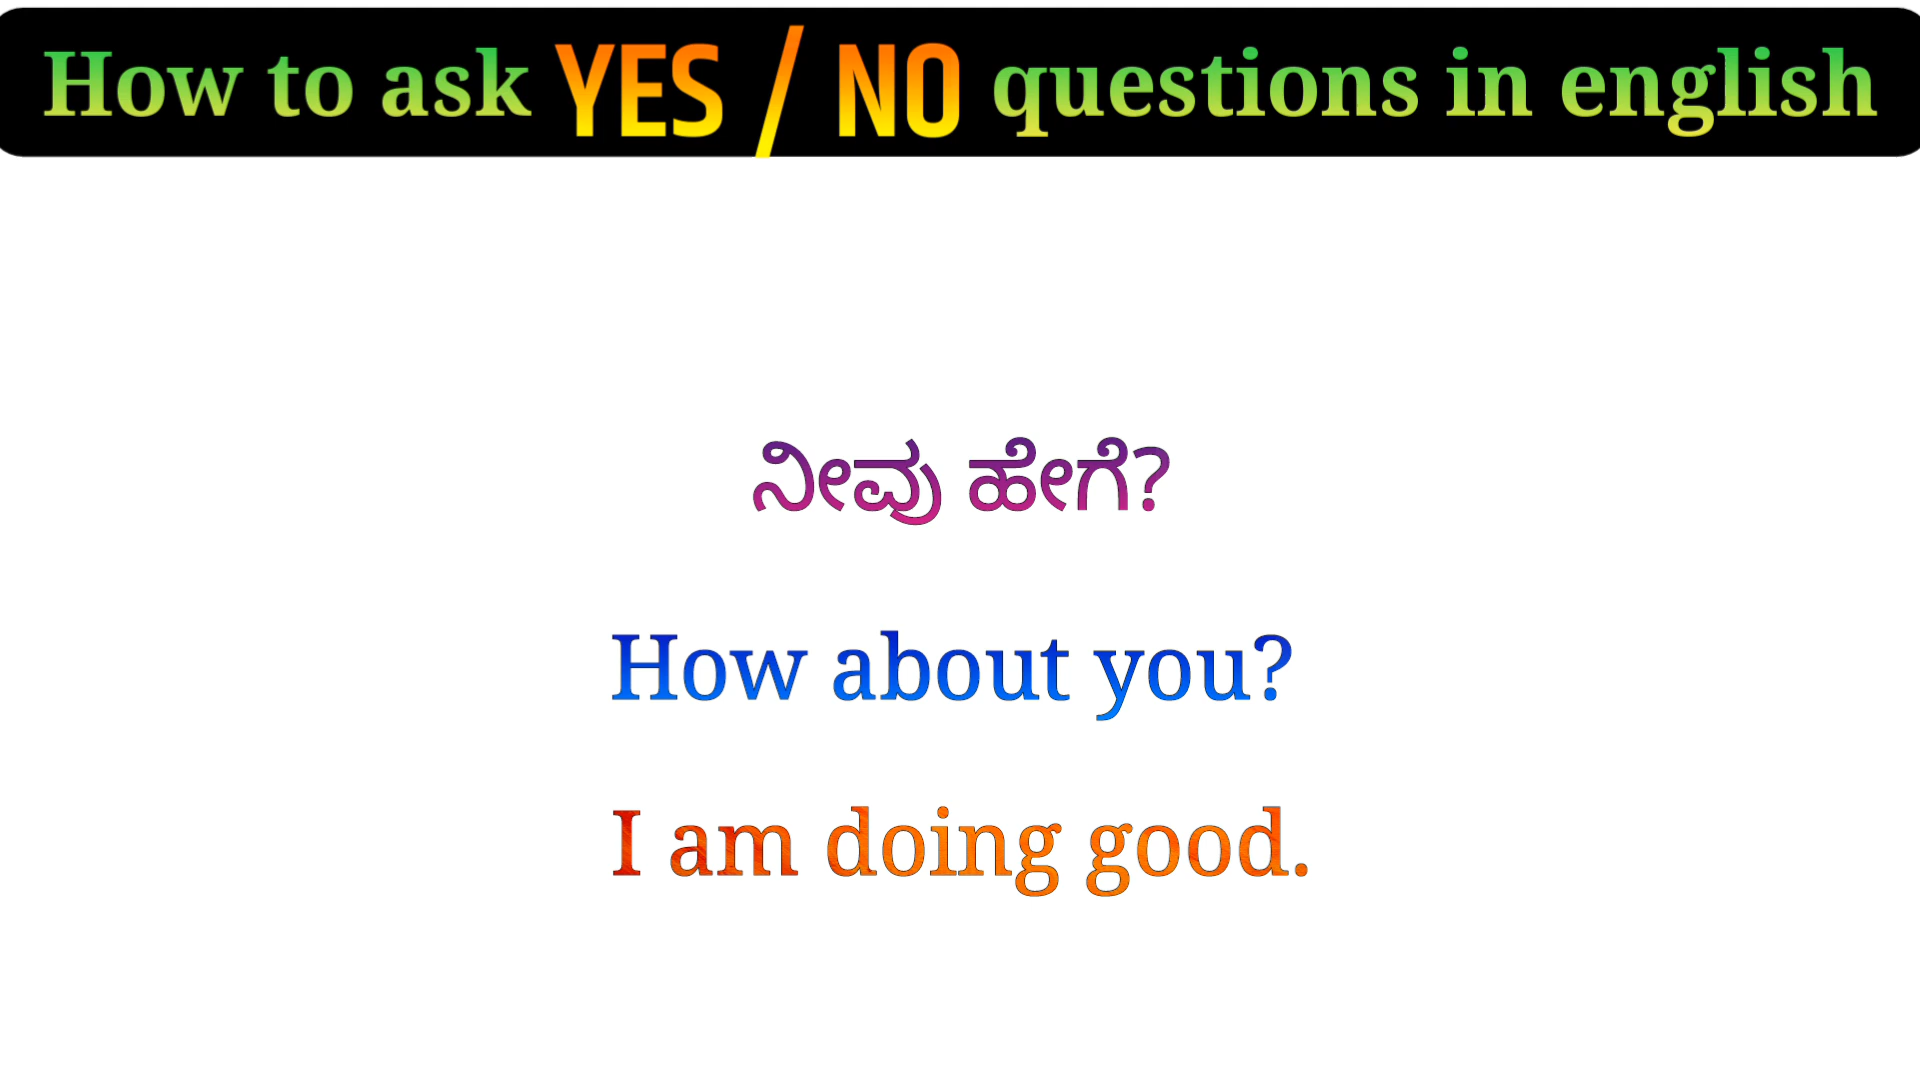 How to ask YES / NO questions in english
ನೀವು ಹೇಗೆ?
How about you?
I am doing good.